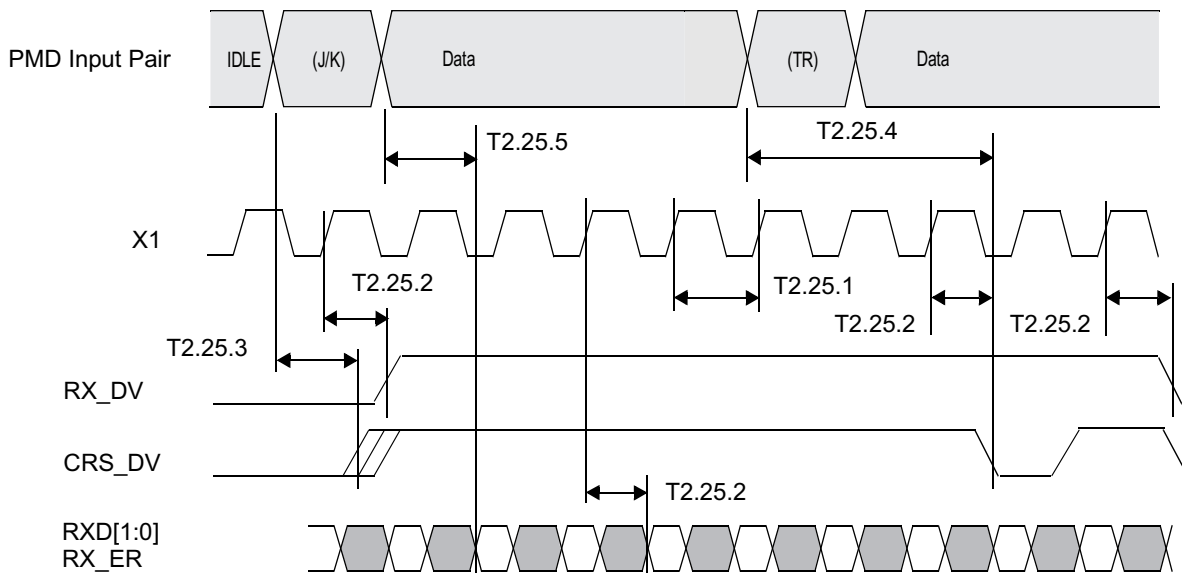 PMD Input Pair
IDLE
(J/K)
Data
(TR)
Data
T2.25.5
T2.25.4
X1
T2.25.2
T2.25.1
T2.25.2
T2.25.2
T2.25.3
RX_DV
CRS_DV
T2.25.2
RXD[1:0]
RX_ER